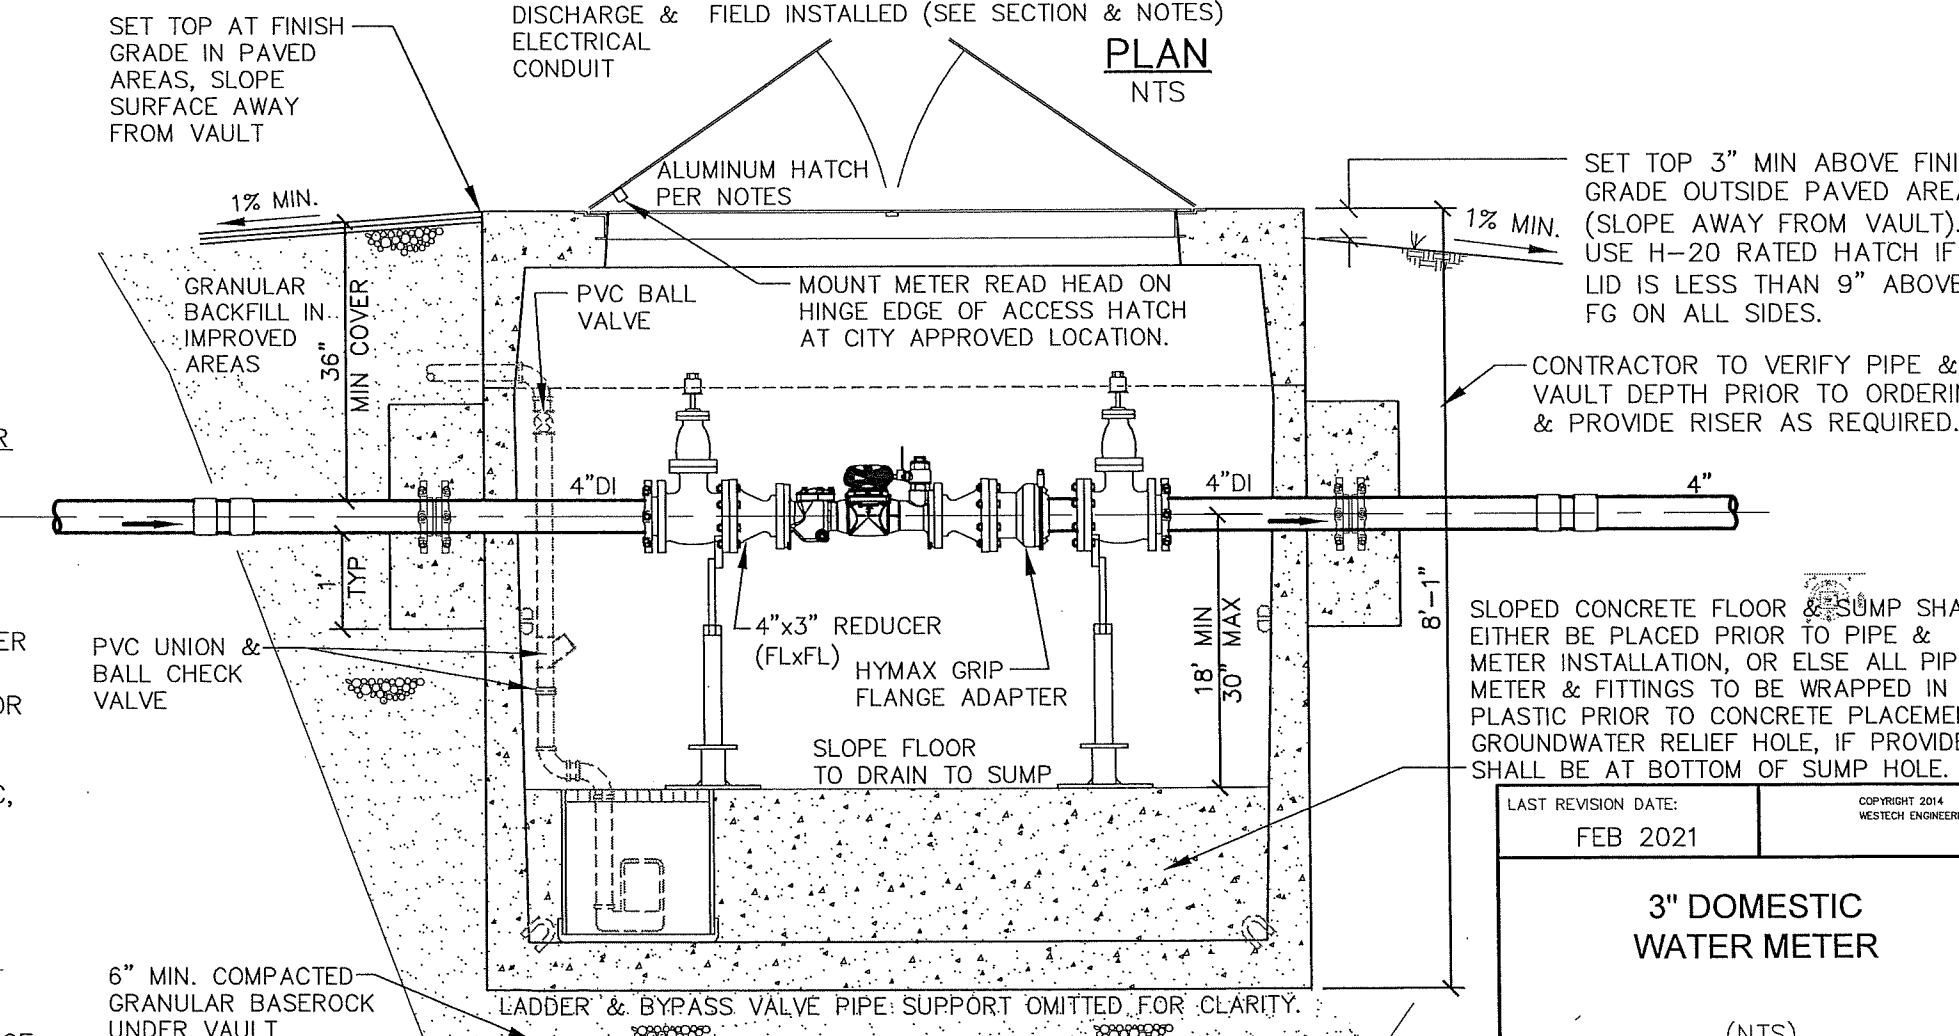 SET TOP AT FINISH
GRADE IN PAVED
AREAS, SLOPE
SURFACE AWAY
FROM VAULT
DISCHARGE & FIELD INSTALLED (SEE SECTION & NOTES)
ELECTRICAL
CONDUIT
PLAN
NTS
ALUMINUM HATCH
PER NOTES
1% MIN.
GRANULAR
BACKFILL IN
IMPROVED
AREAS
36"
MIN COVER
PVC BALL
VALVE
MOUNT METER READ HEAD ON
HINGE EDGE OF ACCESS HATCH
AT CITY APPROVED LOCATION.
SET TOP 3" MIN ABOVE FINI
GRADE OUTSIDE PAVED AREA
(SLOPE AWAY FROM VAULT).
USE H-20 RATED HATCH IF
LID IS LESS THAN 9" ABOVE
FG ON ALL SIDES.
1% MIN.
CONTRACTOR TO VERIFY PIPE &
VAULT DEPTH PRIOR TO ORDERIN
& PROVIDE RISER AS REQUIRED.
R
4"DI
4"DI
4"
1'
TYP
ER
OR
C,
PVC UNION &
BALL CHECK
VALVE
4"x3" REDUCER
(FLxFL)
HYMAX GRIP
FLANGE ADAPTER
18' MIN
30" MAX
8'-1"
SLOPE FLOOR
TO DRAIN TO SUMP
SLOPED CONCRETE FLOOR & SUMP SHA
EITHER BE PLACED PRIOR TO PIPE &
METER INSTALLATION, OR ELSE ALL PIP
METER & FITTINGS TO BE WRAPPED IN
PLASTIC PRIOR TO CONCRETE PLACEMEN
GROUNDWATER RELIEF HOLE, IF PROVIDE
SHALL BE AT BOTTOM OF SUMP HOLE.
LAST REVISION DATE:
FEB 2021
COPYRIGHT 2014
WESTECH ENGINEERI
3" DOMESTIC
WATER METER
(NTS)
6" MIN. COMPACTED
GRANULAR BASEROCK
UNDER VAULT
LADDER & BYPASS VALVE PIPE SUPPORT OMITTED FOR CLARITY.